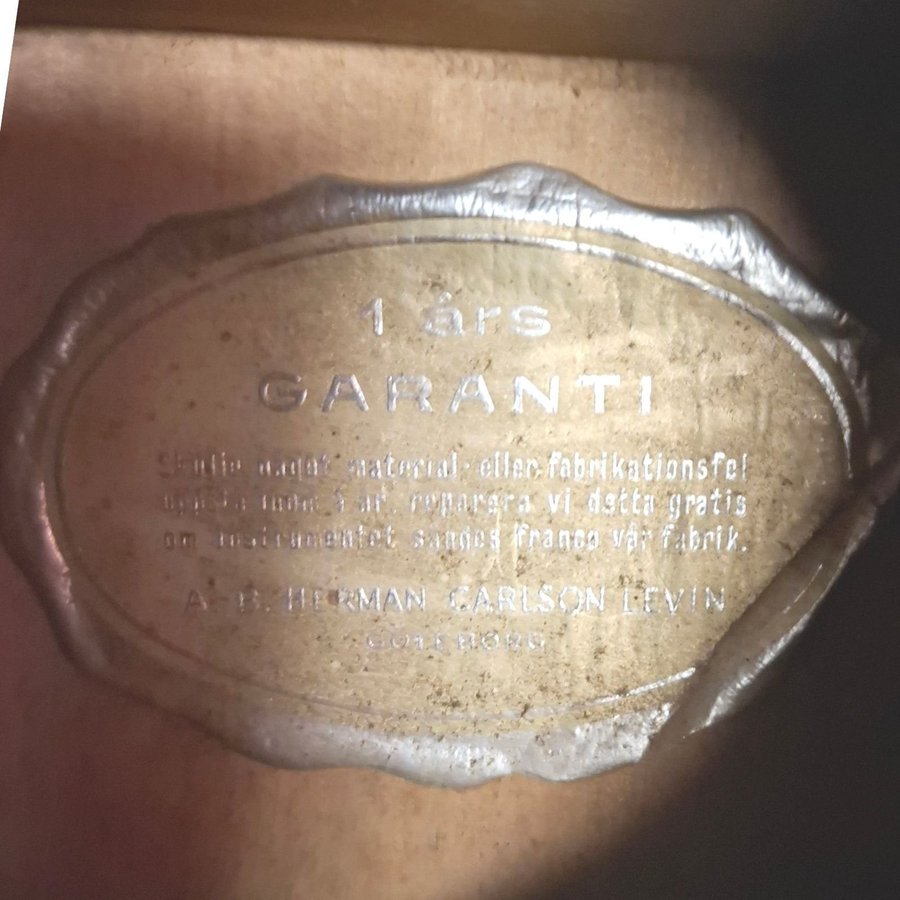 1 års
GARANTI
Skulle något material- eller fabrikationsfel
uppstå inom 1 år, reparera vi detta gratis
om instrumentet sändes franco vår fabrik.
A.-B. HERMAN CARLSON LEVIN
GÖTEBORG